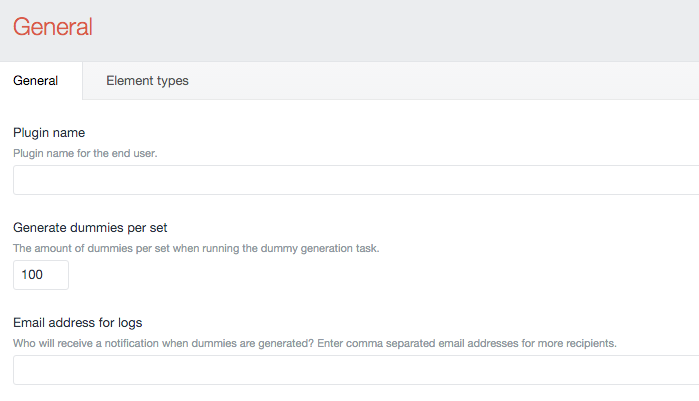 General
General Element types
Plugin name
Plugin name for the end user.
Generate dummies per set
The amount of dummies per set when running the dummy generation task.
100
Email address for logs
Who will receive a notification when dummies are generated? Enter comma separated email addresses for more recipients.